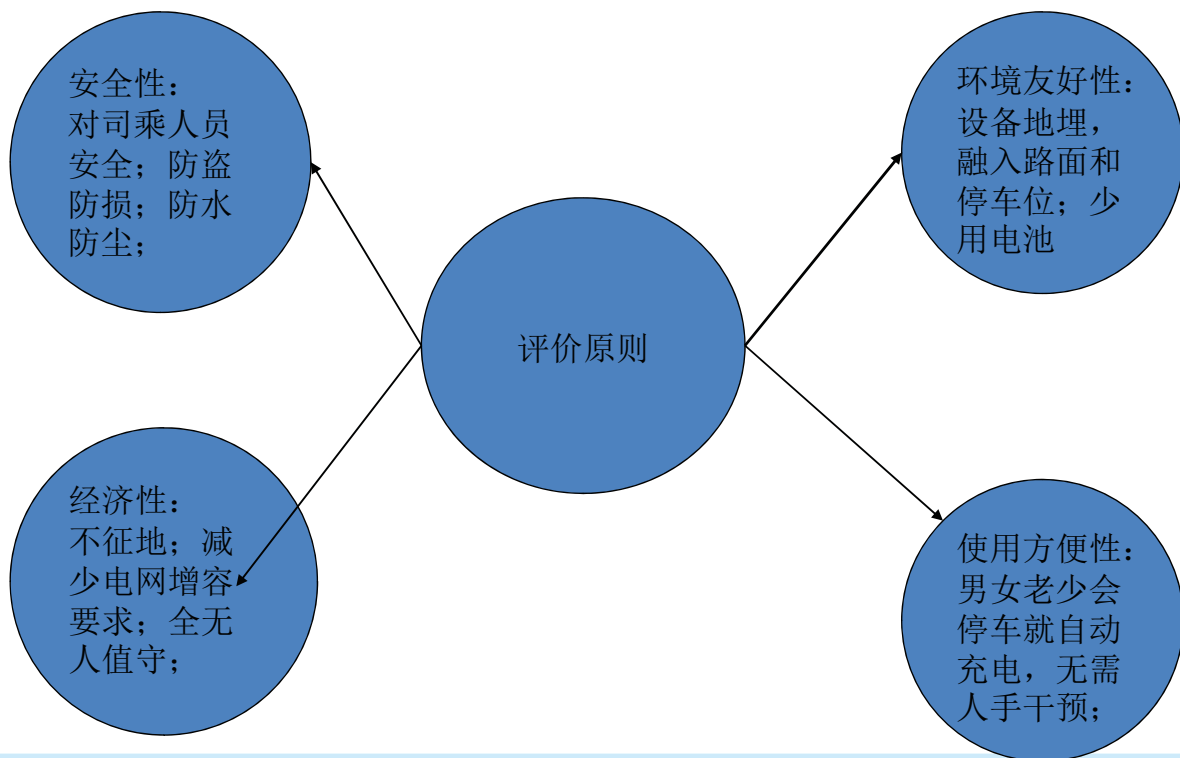 安全性：
对司乘人员
安全；防盗
防损；防水
防尘；
环境友好性：
设备地埋，
融入路面和
停车位；少
用电池
评价原则
经济性：
不征地；减
少电网增容
要求；全无
人值守；
使用方便性：
男女老少会
停车就自动
充电，无需
人手干预；